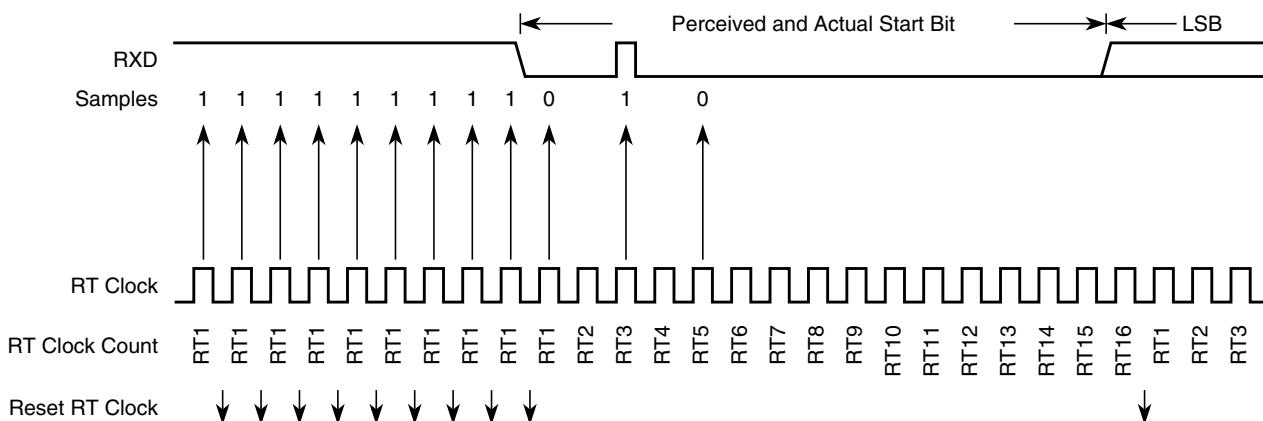 Perceived and Actual Start Bit LSB
RXD
Samples 1 1 1 1 1 1 1 1 1 0 1 0
RT Clock
RT Clock Count RT1 RT1 RT1 RT1 RT1 RT1 RT1 RT1 RT1 RT1 RT2 RT3 RT4 RT5 RT6 RT7 RT8 RT9 RT10 RT11 RT12 RT13 RT14 RT15 RT16 RT1 RT2 RT3
Reset RT Clock